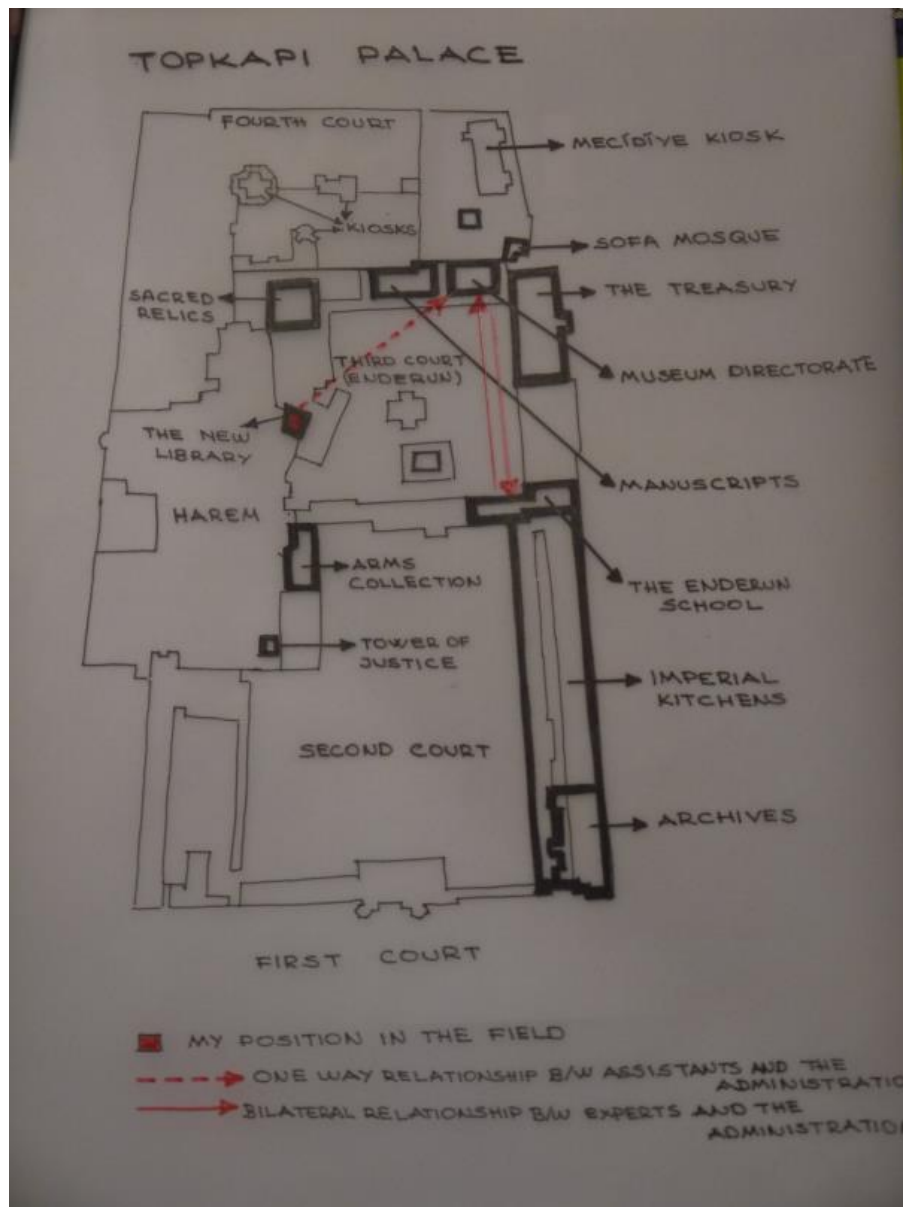 TOPKAPI PALACE
FOURTH COURT
MECİDİYE KIOSK
KIOSKS
SOFA MOSQUE
SACRED
RELICS
THE TREASURY
THIRD COURT
(ENDERUN)
MUSEUM DIRECTORATE
THE NEW
LIBRARY
MANUSCRIPTS
HAREM
ARMS
COLLECTION
THE ENDERUN
SCHOOL
TOWER OF
JUSTICE
IMPERIAL
KITCHENS
SECOND COURT
ARCHIVES
FIRST COURT
MY POSITION IN THE FIELD
ONE WAY RELATIONSHIP B/W ASSISTANTS AND THE
ADMINISTRATIO
BILATERAL RELATIONSHIP B/W EXPERTS AND THE
ADMINISTRATIO